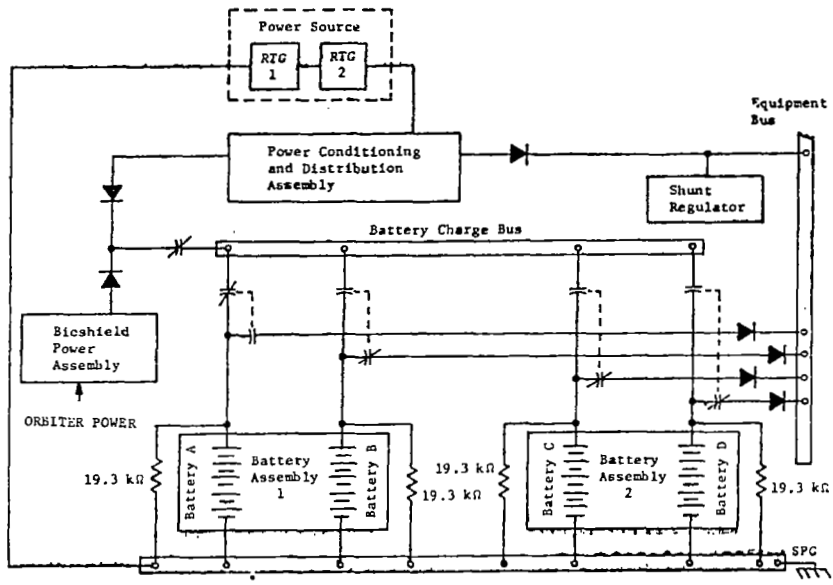 Power Source
RTG
1
RTG
2
Equipment
Bus
Power Conditioning
and Distribution
Assembly
Shunt
Regulator
Battery Charge Bus
Bioshield
Power
Assembly
ORBITER POWER
Battery A
Battery
Assembly
1
Battery B
Battery C
Battery
Assembly
2
Battery D
19.3 kΩ
19.3 kΩ
19.3 kΩ
19.3 kΩ
SPG